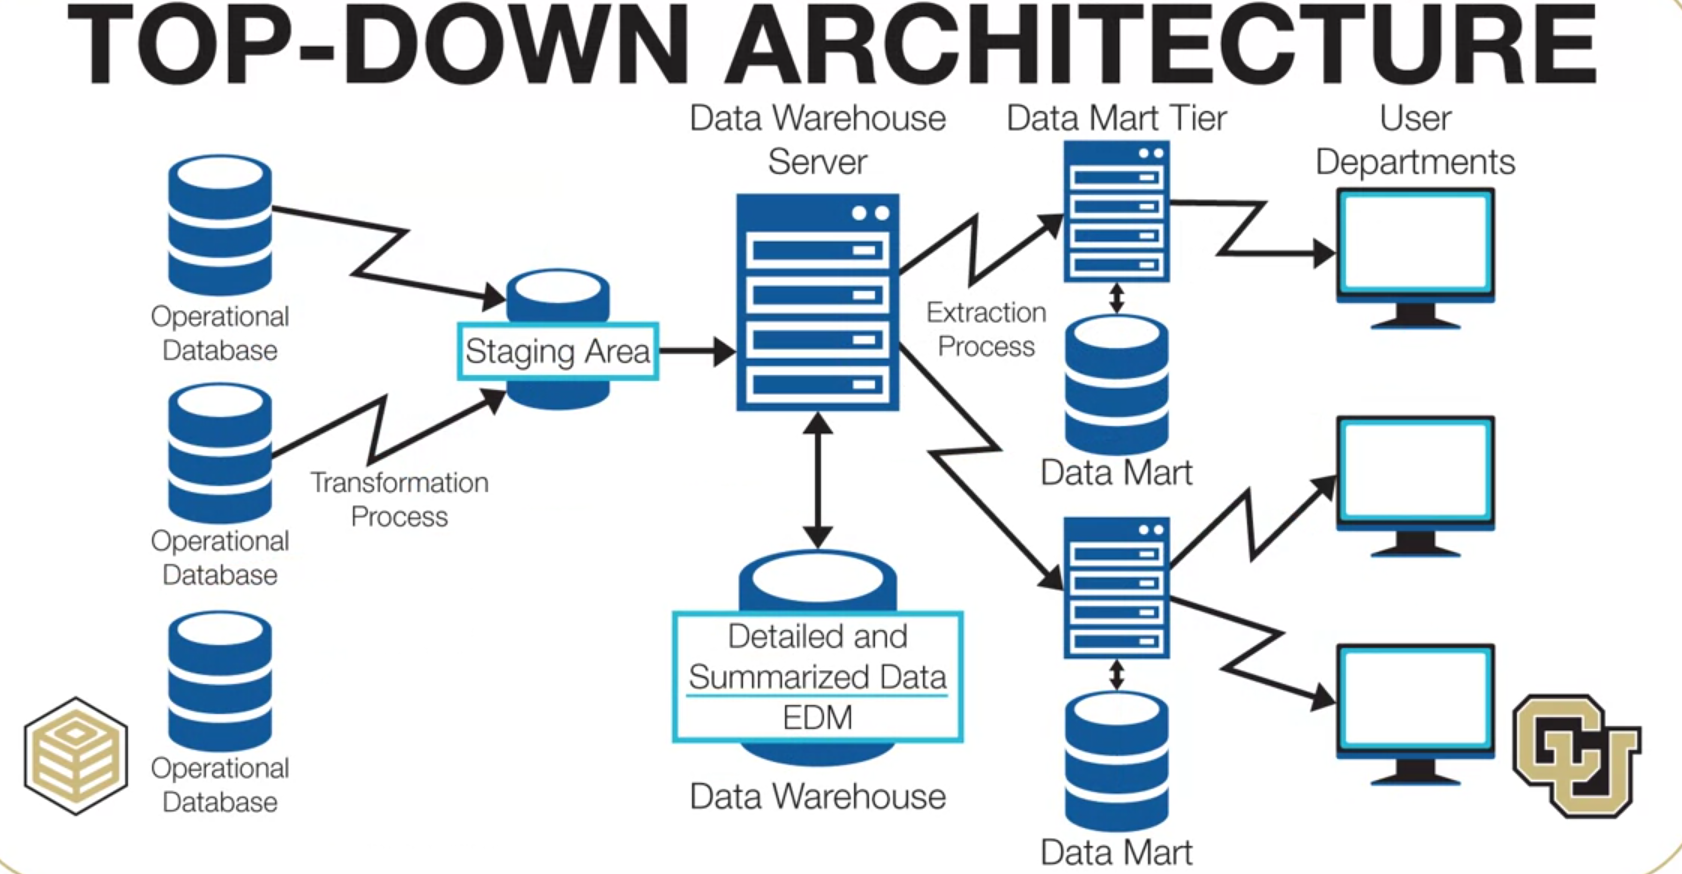 TOP-DOWN ARCHITECTURE
Data Warehouse
Server
Data Mart Tier
User
Departments
Operational
Database
Staging Area
Extraction
Process
Transformation
Process
Data Mart
Operational
Database
Detailed and
Summarized Data
EDM
Data Warehouse
Operational
Database
Data Mart
CU